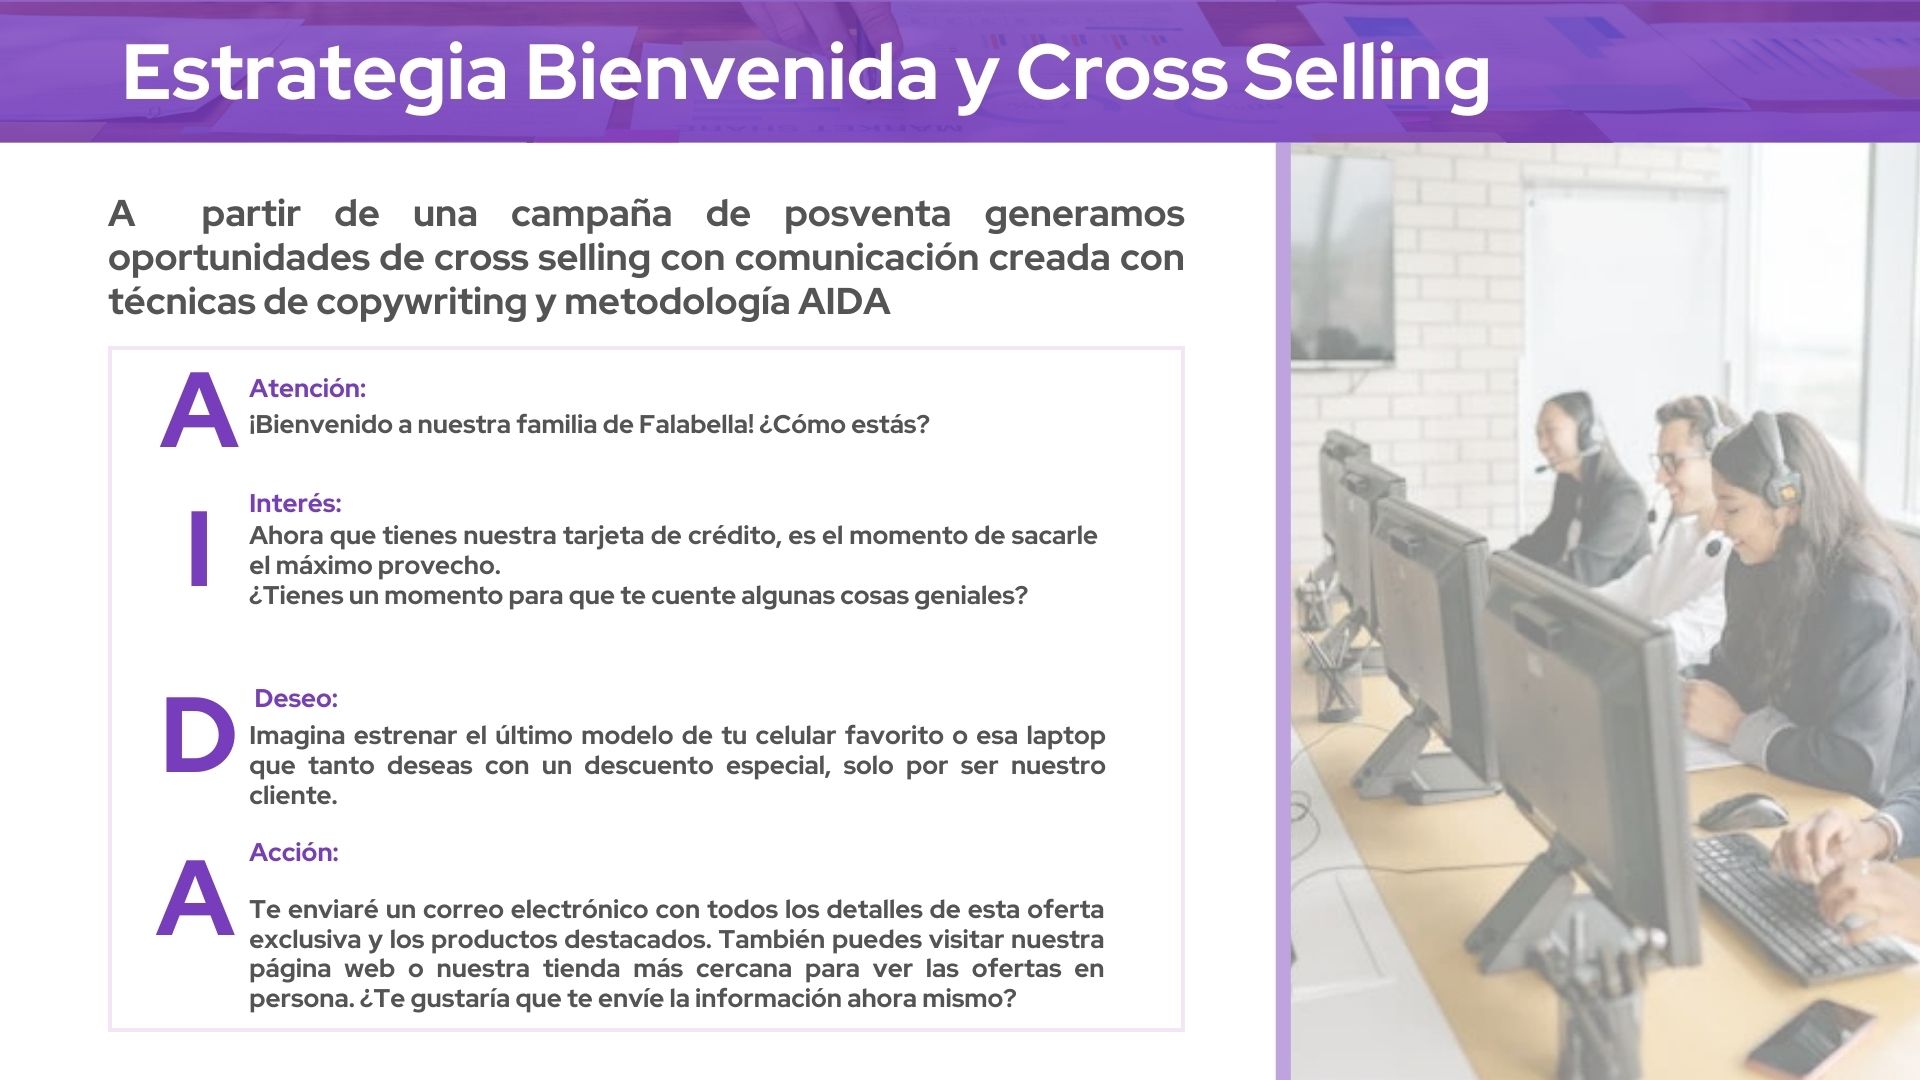 Estrategia Bienvenida y Cross Selling
A partir de una campaña de posventa generamos
oportunidades de cross selling con comunicación creada con
técnicas de copywriting y metodología AIDA
A
Atención:
¡Bienvenido a nuestra familia de Falabella! ¿Cómo estás?
I
Interés:
Ahora que tienes nuestra tarjeta de crédito, es el momento de sacarle
el máximo provecho.
¿Tienes un momento para que te cuente algunas cosas geniales?
D
Deseo:
Imagina estrenar el último modelo de tu celular favorito o esa laptop
que tanto deseas con un descuento especial, solo por ser nuestro
cliente.
A
Acción:
Te enviaré un correo electrónico con todos los detalles de esta oferta
exclusiva y los productos destacados. También puedes visitar nuestra
página web o nuestra tienda más cercana para ver las ofertas en
persona. ¿Te gustaría que te envíe la información ahora mismo?